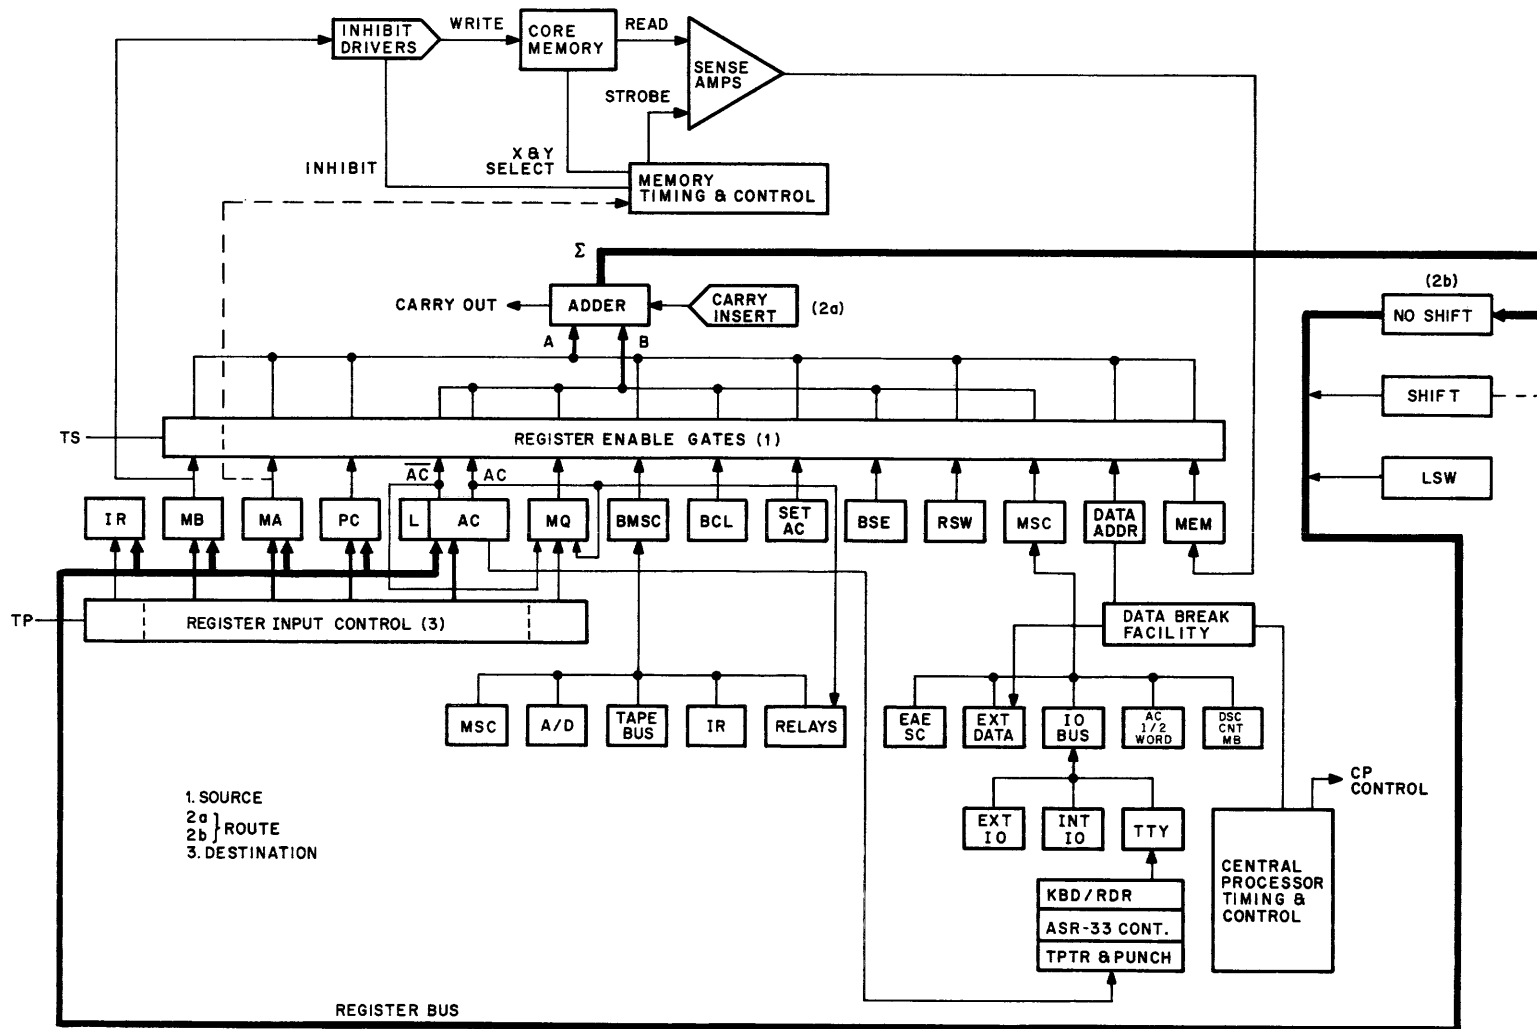 INHIBIT
DRIVERS
WRITE
CORE
MEMORY
READ
SENSE
AMPS
STROBE
X & Y
SELECT
INHIBIT
MEMORY
TIMING & CONTROL
Σ
(2b)
CARRY OUT
ADDER
CARRY
INSERT
(2a)
NO SHIFT
A
B
SHIFT
TS
REGISTER ENABLE GATES (1)
A̅C̅
AC
LSW
IR
MB
MA
PC
L
AC
MQ
BMSC
BCL
SET
AC
BSE
RSW
MSC
DATA
ADDR
MEM
TP
REGISTER INPUT CONTROL (3)
DATA BREAK
FACILITY
MSC
A/D
TAPE
BUS
IR
RELAYS
EAE
SC
EXT
DATA
IO
BUS
AC
1/2
WORD
DSC
CNT
MB
CP
CONTROL
1. SOURCE
2a
2b } ROUTE
3. DESTINATION
EXT
IO
INT
IO
TTY
CENTRAL
PROCESSOR
TIMING &
CONTROL
KBD/RDR
ASR-33 CONT.
TPTR & PUNCH
REGISTER BUS